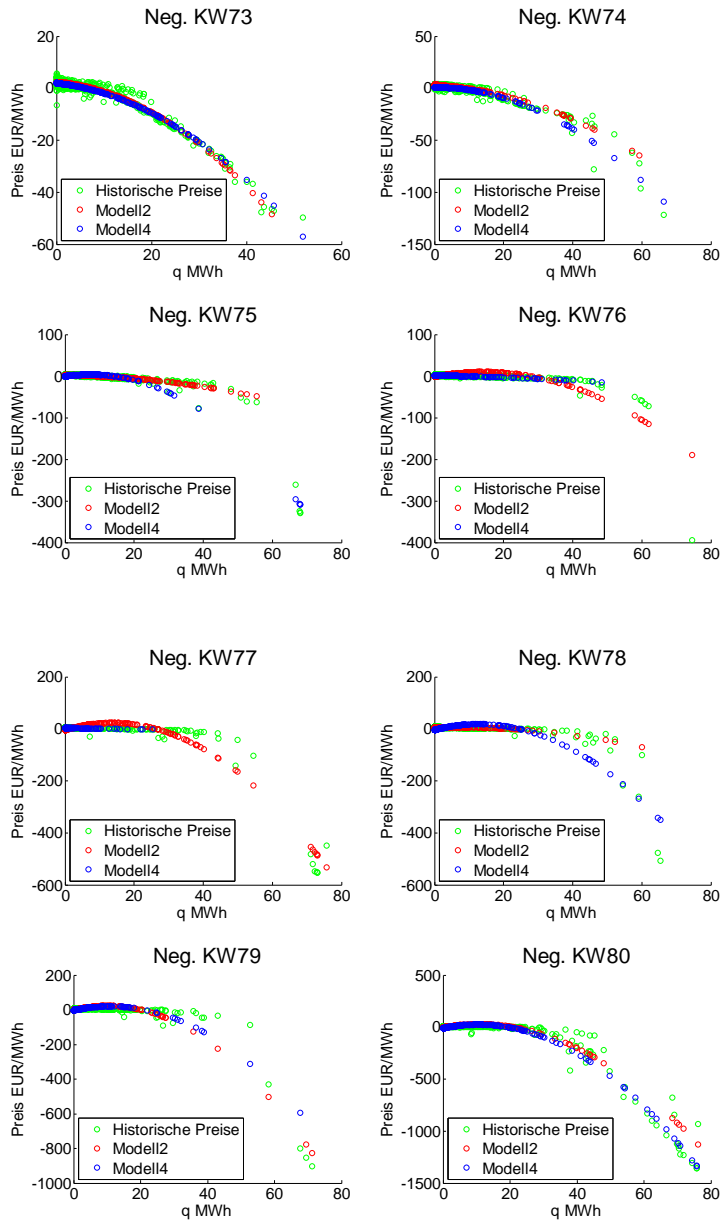 Neg. KW73
20
0
-20
-40
-60
0
20
40
60
Preis EUR/MWh
q MWh
Historische Preise
Modell2
Modell4
Neg. KW74
50
0
-50
-100
-150
0
20
40
60
80
Preis EUR/MWh
q MWh
Historische Preise
Modell2
Modell4
Neg. KW75
100
0
-100
-200
-300
-400
0
20
40
60
80
Preis EUR/MWh
q MWh
Historische Preise
Modell2
Modell4
Neg. KW76
100
0
-100
-200
-300
-400
0
20
40
60
80
Preis EUR/MWh
q MWh
Historische Preise
Modell2
Modell4
Neg. KW77
200
0
-200
-400
-600
0
20
40
60
80
Preis EUR/MWh
q MWh
Historische Preise
Modell2
Modell4
Neg. KW78
200
0
-200
-400
-600
0
20
40
60
80
Preis EUR/MWh
q MWh
Historische Preise
Modell2
Modell4
Neg. KW79
200
0
-200
-400
-600
-800
-1000
0
20
40
60
80
Preis EUR/MWh
q MWh
Historische Preise
Modell2
Modell4
Neg. KW80
500
0
-500
-1000
-1500
0
20
40
60
80
Preis EUR/MWh
q MWh
Historische Preise
Modell2
Modell4